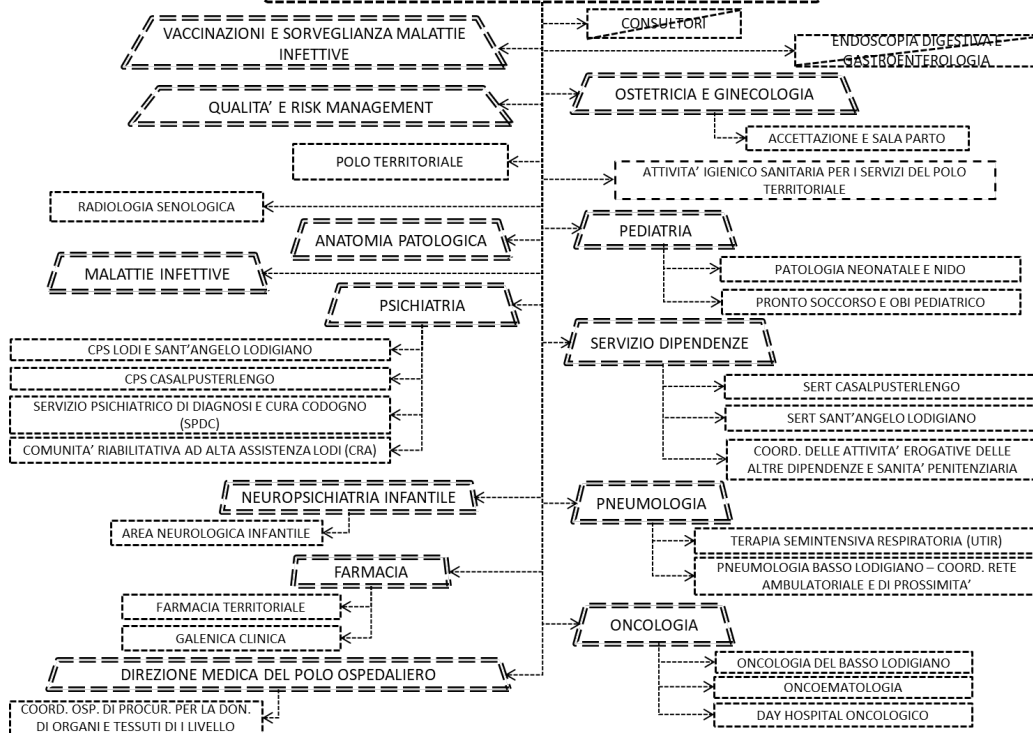 VACCINAZIONI E SORVEGLIANZA MALATTIE
INFETTIVE
QUALITA' E RISK MANAGEMENT
POLO TERRITORIALE
RADIOLOGIA SENOLOGICA
ANATOMIA PATOLOGICA
MALATTIE INFETTIVE
PSICHIATRIA
CPS LODI E SANT'ANGELO LODIGIANO
CPS CASALPUSTERLENGO
SERVIZIO PSICHIATRICO DI DIAGNOSI E CURA CODOGNO
(SPDC)
COMUNITA' RIABILITATIVA AD ALTA ASSISTENZA LODI (CRA)
NEUROPSICHIATRIA INFANTILE
AREA NEUROLOGICA INFANTILE
FARMACIA
FARMACIA TERRITORIALE
GALENICA CLINICA
DIREZIONE MEDICA DEL POLO OSPEDALIERO
COORD. OSP. DI PROCUR. PER LA DON.
DI ORGANI E TESSUTI DI I LIVELLO
CONSULTORI
ENDOSCOPIA DIGESTIVA E
GASTROENTEROLOGIA
OSTETRICIA E GINECOLOGIA
ACCETTAZIONE E SALA PARTO
ATTIVITA' IGIENICO SANITARIA PER I SERVIZI DEL POLO
TERRITORIALE
PEDIATRIA
PATOLOGIA NEONATALE E NIDO
PRONTO SOCCORSO E OBI PEDIATRICO
SERVIZIO DIPENDENZE
SERT CASALPUSTERLENGO
SERT SANT'ANGELO LODIGIANO
COORD. DELLE ATTIVITA' EROGATIVE DELLE
ALTRE DIPENDENZE E SANITA' PENITENZIARIA
PNEUMOLOGIA
TERAPIA SEMINTENSIVA RESPIRATORIA (UTIR)
PNEUMOLOGIA BASSO LODIGIANO – COORD. RETE
AMBULATORIALE E DI PROSSIMITA'
ONCOLOGIA
ONCOLOGIA DEL BASSO LODIGIANO
ONCOEMATOLOGIA
DAY HOSPITAL ONCOLOGICO